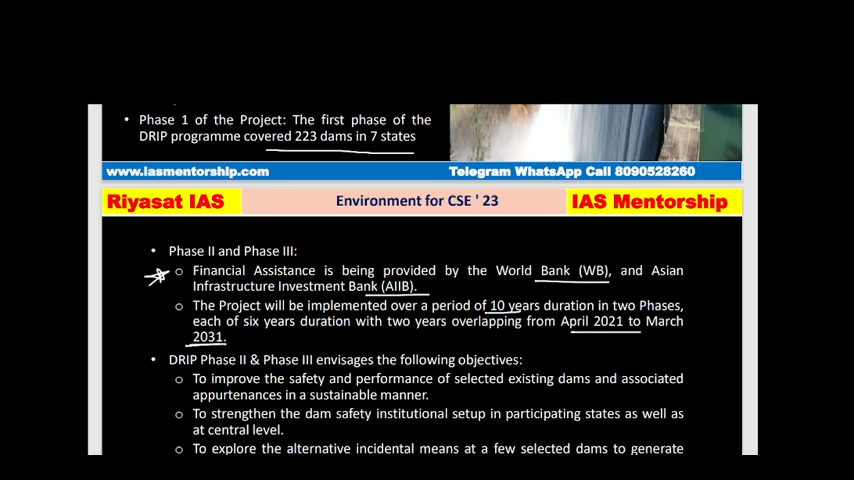 • Phase 1 of the Project: The first phase of the
DRIP programme covered 223 dams in 7 states
www.iasmentorship.com
Telegram WhatsApp Call 8090528260
Riyasat IAS
Environment for CSE ' 23
IAS Mentorship
• Phase II and Phase III:
o Financial Assistance is being provided by the World Bank (WB), and Asian
Infrastructure Investment Bank (AIIB).
o The Project will be implemented over a period of 10 years duration in two Phases,
each of six years duration with two years overlapping from April 2021 to March
2031.
• DRIP Phase II & Phase III envisages the following objectives:
o To improve the safety and performance of selected existing dams and associated
appurtenances in a sustainable manner.
o To strengthen the dam safety institutional setup in participating states as well as
at central level.
o To explore the alternative incidental means at a few selected dams to generate